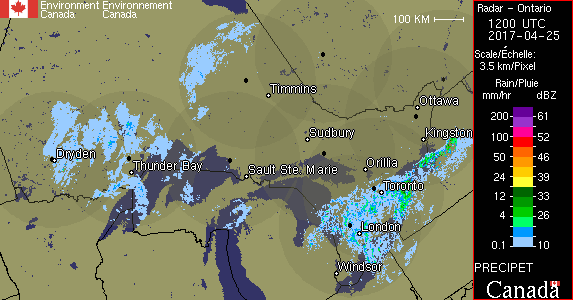 Environment Environnement
Canada Canada
100 KM
Timmins
Ottawa
Sudbury
Kingston
Dryden
Thunder Bay
Sault Ste. Marie
Orillia
Toronto
London
Windsor
Radar - Ontario
1200 UTC
2017-04-25
Scale/Échelle:
3.5 km/Pixel
Rain/Pluie
mm/hr dBZ
200 61
100 52
50 46
24 39
12 33
4 26
0.1 10
PRECIPET
Canada